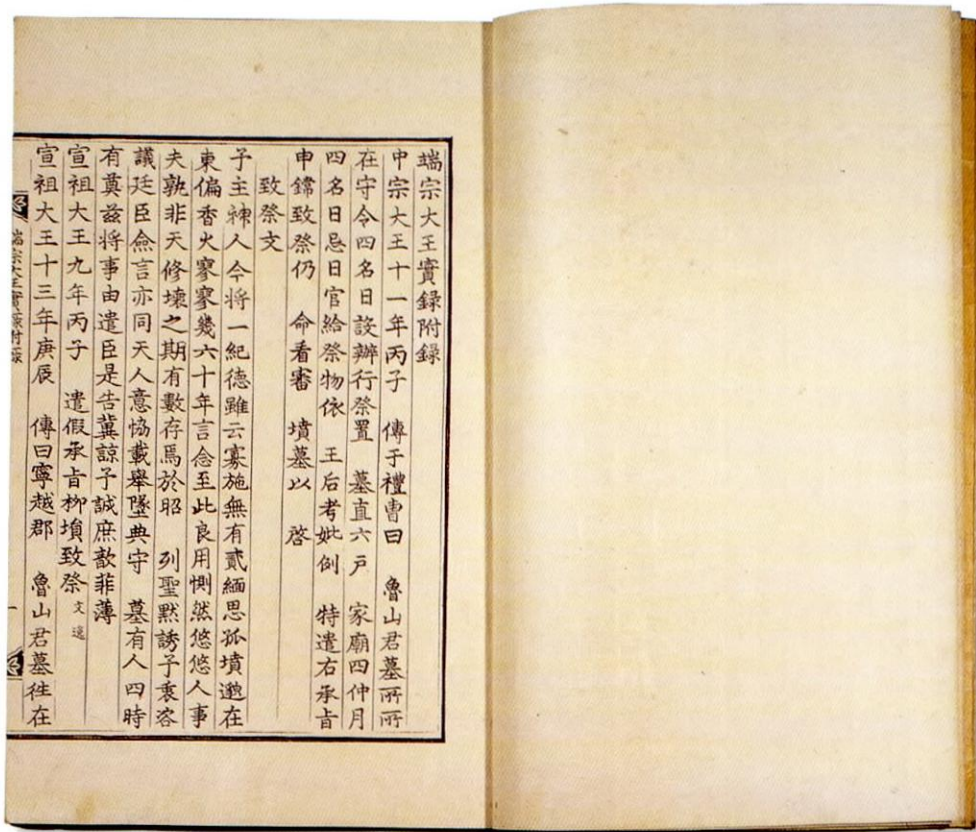 端宗大王實錄附錄
中宗大王十一年丙子 傳于禮曹曰 魯山君墓所所
在守令四名日設辦行祭置 墓直六戶 家廟四仲月
四名日忌日官給祭物依 王后考妣例 特遣右承旨
申鏛致祭仍 命看審 墳墓以 啓
致祭文
子主神人今將一紀德雖云寡施無有貳緬思孤墳邈在
東偏香火寥寥幾六十年言念至此良用惻然悠悠人事
夫孰非天修壞之期有數存焉於昭 列聖默誘予衷容
議廷臣僉言亦同天人意協載舉墜典守 墓有人四時
有奠茲將事由遣臣是告冀諒予誠庶歆菲薄
宣祖大王九年丙子 遣假承旨柳塤致祭文逸
宣祖大王十三年庚辰 傳曰寧越郡 魯山君墓徃在
端宗大王實錄附錄
一